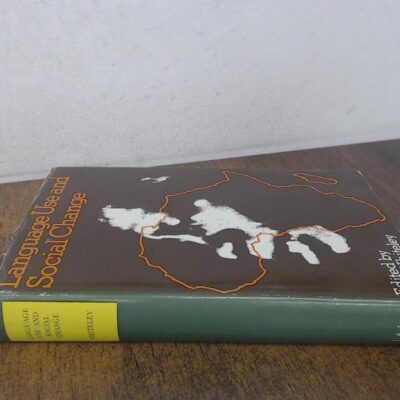 Language Use and
Social Change
Edited by
LANGUAGE
USE AND
SOCIAL
CHANGE
WHITELEY